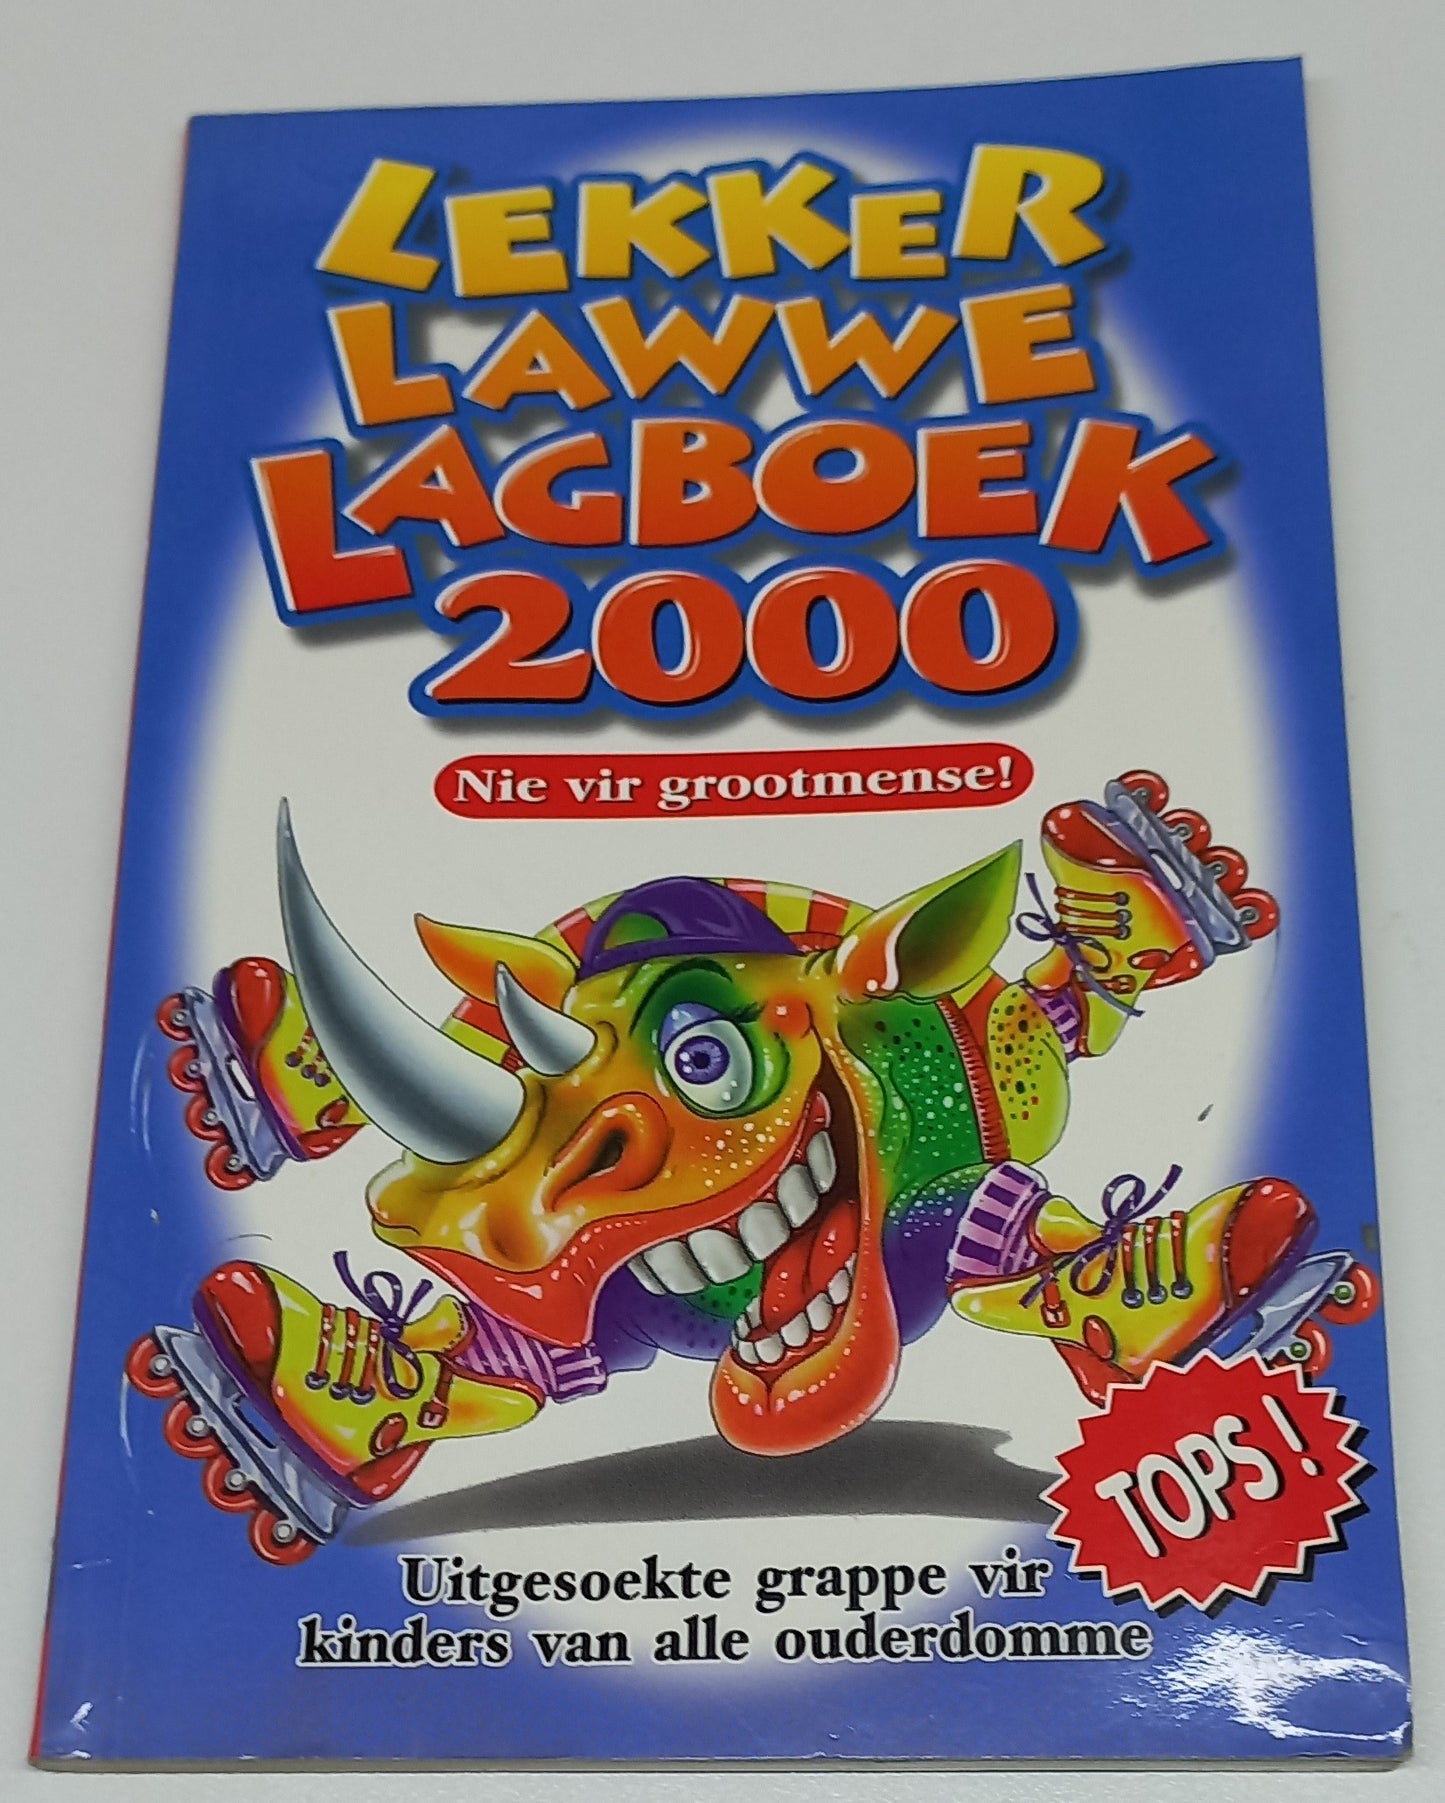 LEKKER
LAWWE
LAGBOEK
2000
Nie vir grootmense!
TOPS!
Uitgesoekte grappe vir
kinders van alle ouderdomme